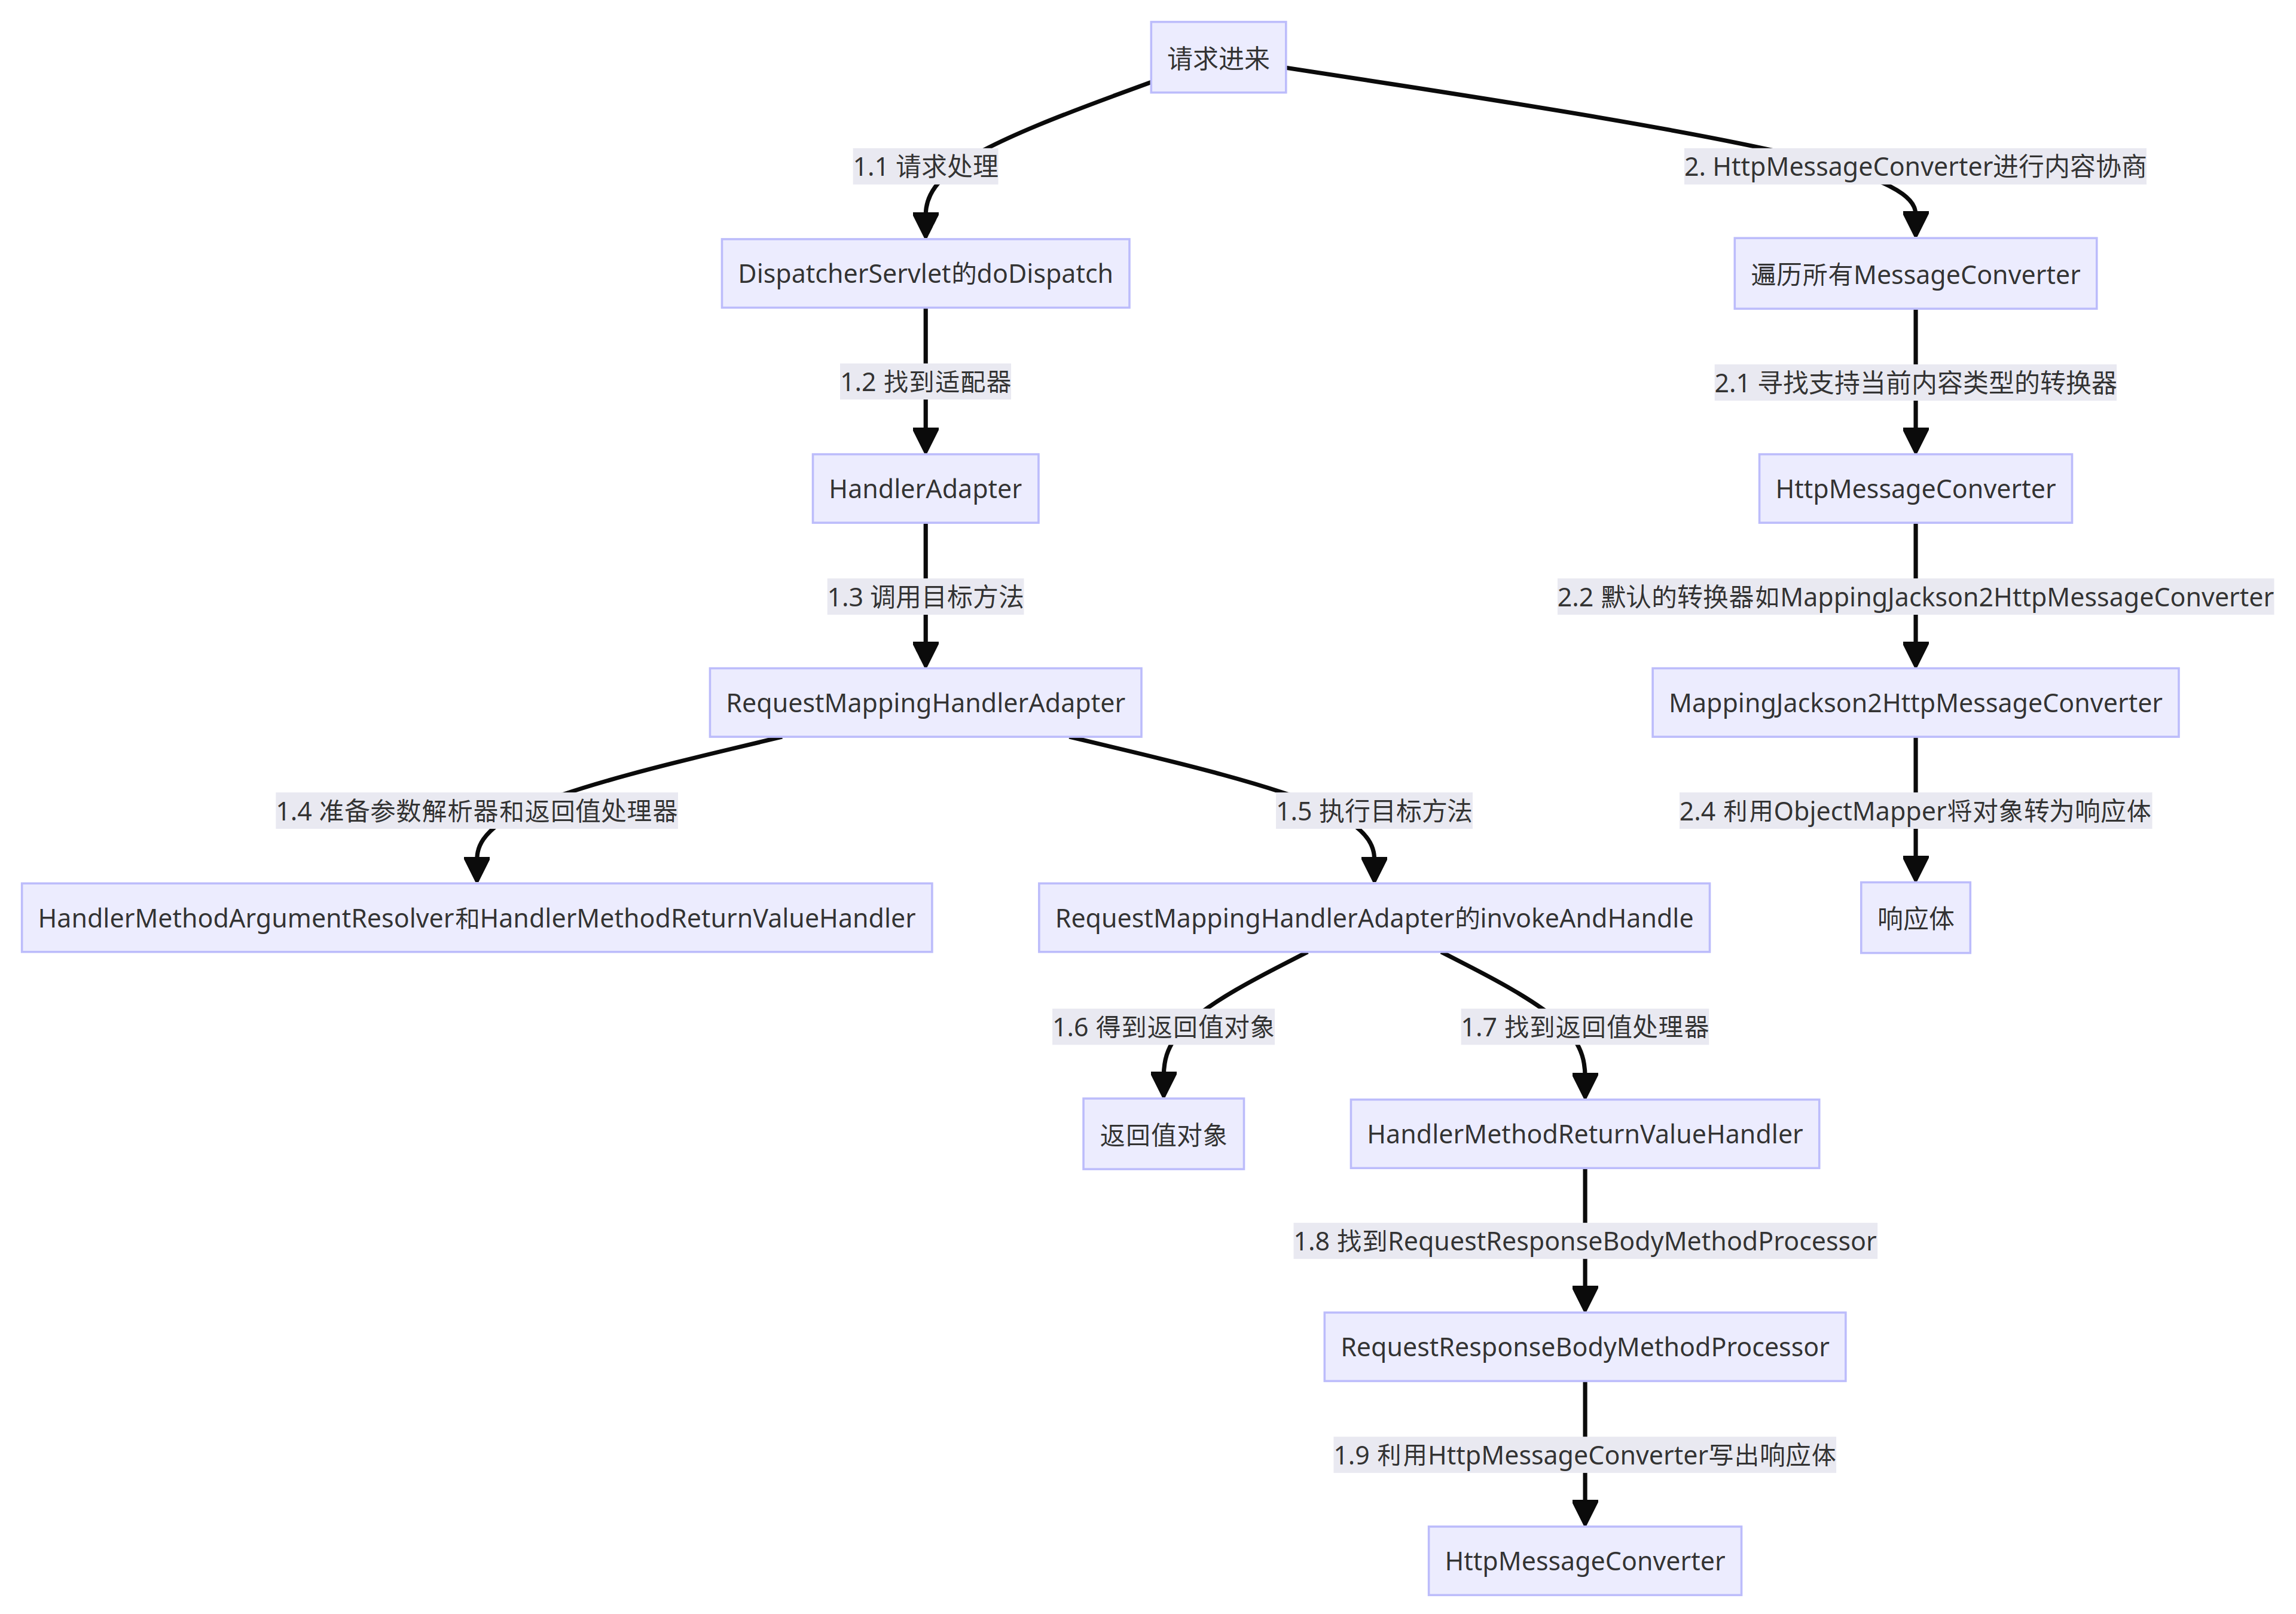 请求进来
1.1 请求处理
2. HttpMessageConverter进行内容协商
DispatcherServlet的doDispatch
遍历所有MessageConverter
1.2 找到适配器
2.1 寻找支持当前内容类型的转换器
HandlerAdapter
HttpMessageConverter
1.3 调用目标方法
2.2 默认的转换器如MappingJackson2HttpMessageConverter
RequestMappingHandlerAdapter
MappingJackson2HttpMessageConverter
1.4 准备参数解析器和返回值处理器
1.5 执行目标方法
2.4 利用ObjectMapper将对象转为响应体
HandlerMethodArgumentResolver和HandlerMethodReturnValueHandler
RequestMappingHandlerAdapter的invokeAndHandle
响应体
1.6 得到返回值对象
1.7 找到返回值处理器
返回值对象
HandlerMethodReturnValueHandler
1.8 找到RequestResponseBodyMethodProcessor
RequestResponseBodyMethodProcessor
1.9 利用HttpMessageConverter写出响应体
HttpMessageConverter